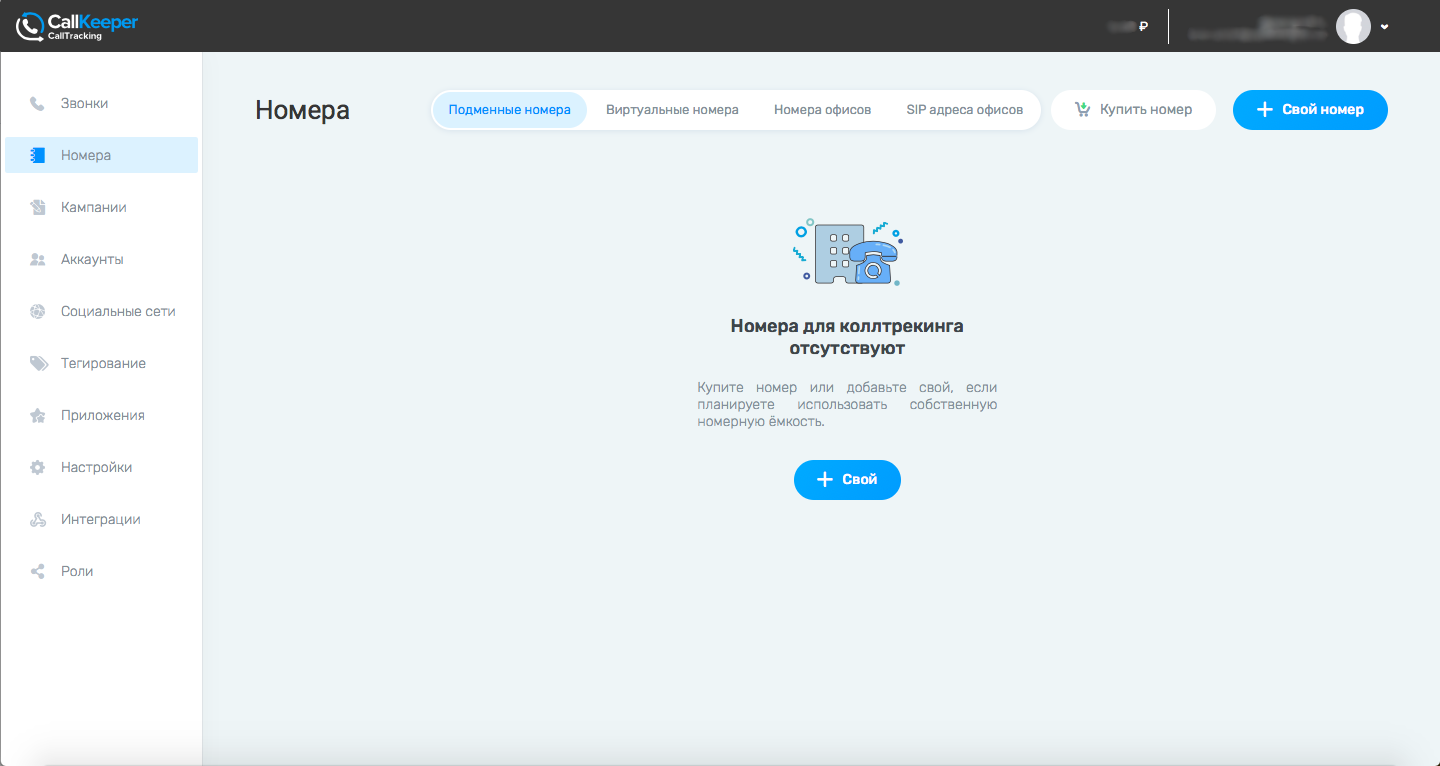 CallKeeper
CallTracking
₽
Звонки
Номера
Кампании
Аккаунты
Социальные сети
Тегирование
Приложения
Настройки
Интеграции
Роли
Номера
Подменные номера
Виртуальные номера
Номера офисов
SIP адреса офисов
Купить номер
Свой номер
Номера для коллтрекинга
отсутствуют
Купите номер или добавьте свой, если
планируете использовать собственную
номерную ёмкость.
Свой